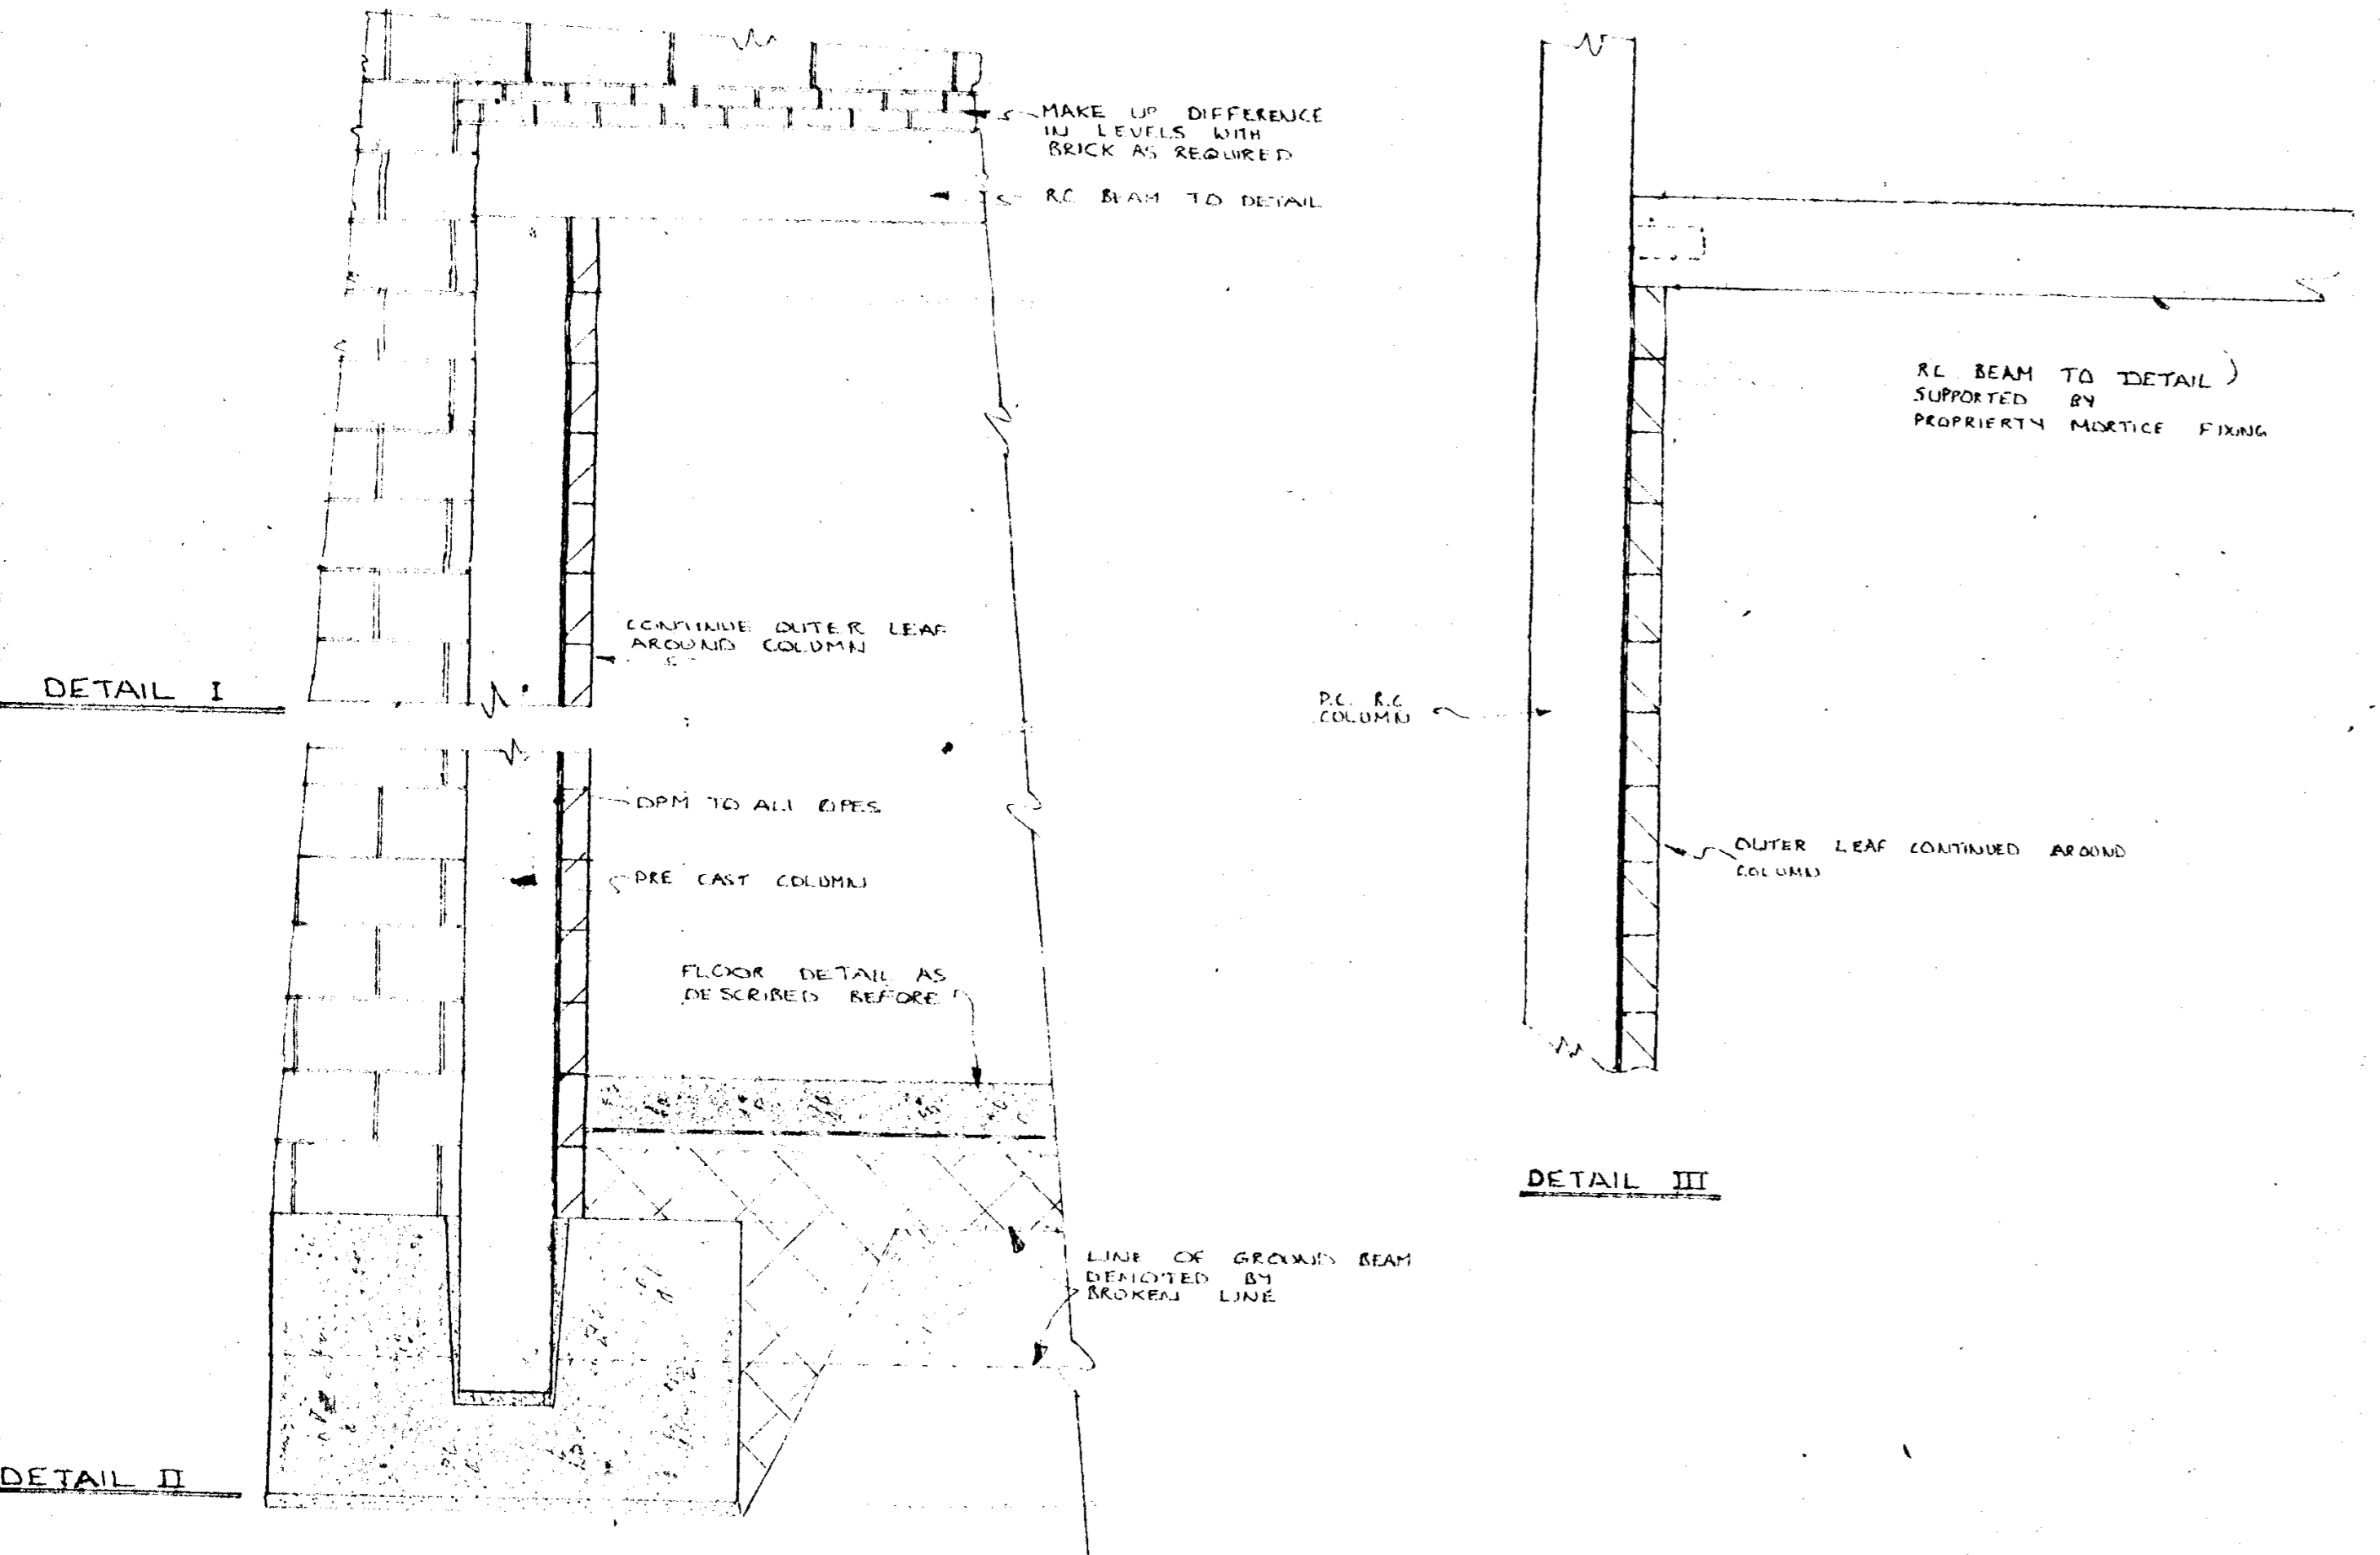 MAKE UP DIFFERENCE
IN LEVELS WITH
BRICK AS REQUIRED
RC BEAM TO DETAIL
CONTINUE OUTER LEAF
AROUND COLUMN
DETAIL I
DPM TO ALL
PRE CAST COLUMN
FLOOR DETAIL AS
DESCRIBED BEFORE
LINE OF GROUND BEAM
DENOTED BY
BROKEN LINE
DETAIL II
RC BEAM TO DETAIL )
SUPPORTED BY
PROPRIERTY MORTICE FIXING
P.C. R.C
COLUMN
OUTER LEAF CONTINUED AROUND
COLUMN
DETAIL III